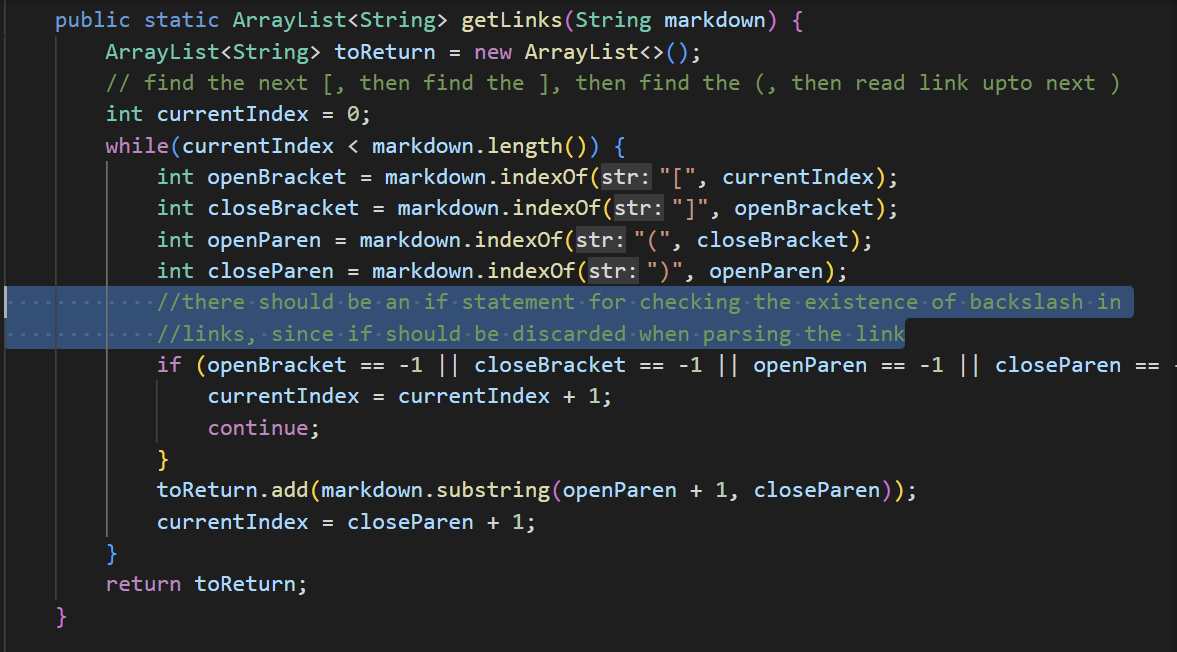 public static ArrayList<String> getLinks(String markdown) {
ArrayList<String> toReturn = new ArrayList<>();
// find the next [, then find the ], then find the (, then read link upto next )
int currentIndex = 0;
while(currentIndex < markdown.length()) {
int openBracket = markdown.indexOf(str: "[", currentIndex);
int closeBracket = markdown.indexOf(str: "]", openBracket);
int openParen = markdown.indexOf(str: "(", closeBracket);
int closeParen = markdown.indexOf(str: ")", openParen);
//there should be an if statement for checking the existence of backslash in
//links, since if should be discarded when parsing the link
if (openBracket == -1 || closeBracket == -1 || openParen == -1 || closeParen == -
currentIndex = currentIndex + 1;
continue;
}
toReturn.add(markdown.substring(openParen + 1, closeParen));
currentIndex = closeParen + 1;
}
return toReturn;
}